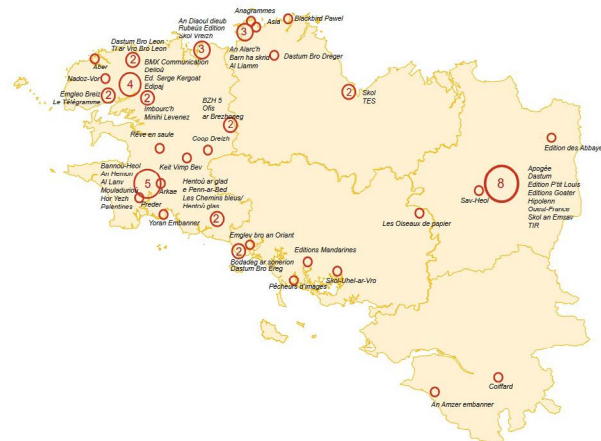 Anagrammes
Asia
Blackbird Pawel
An Diaoul dieub
Rubeüs Edition
Skol Vreizh
3
3
An Alarc'h
Barn ha skrid
Al Liamm
Dastum Bro Dreger
Dastum Bro Leon
Ti ar Vro Bro Leon
2
Aber
BMX Communication
Delioù
Ed. Serge Kergoat
Edipaj
4
Nadoz-Vor
Emgleo Breiz
Le Télégramme
2
2
Imbourc'h
Minihi Levenez
2
Skol
TES
BZH 5
Ofis
ar Brezhoneg
2
Rêve en saule
Coop Dreizh
Keit Vimp Bev
Edition des Abbaye
Bannoù-Heol
An Henturi
Al Lanv
Mouladurioù
Hor Yezh
Palantines
5
Arkae
Preder
Hentoù ar glad
e Penn-ar-Bed
Les Chemins bleus/
Hentoù glas
2
Yoran Embanner
Sav-Heol
8
Apogée
Dastum
Edition P'tit Louis
Editions Goater
Hipolenn
Ouest-France
Skol an Emsav
TIR
Les Oiseaux de papier
Emglev bro an Oriant
2
Bodadeg ar sonerion
Dastum Bro Ereg
Editions Mandarines
Skol-Uhel-ar-Vro
Pêcheurs d'images
Coiffard
An Amzer embanner